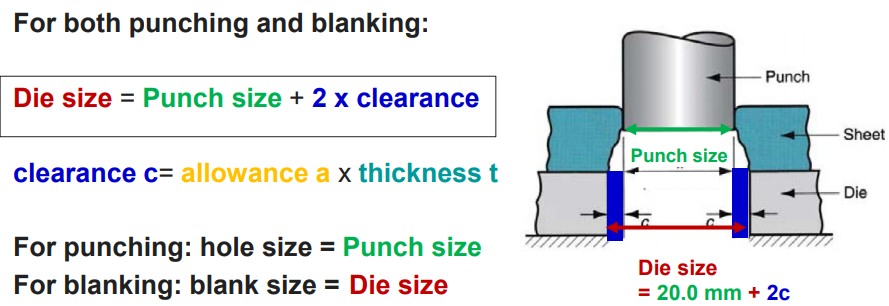 For both punching and blanking:
Die size = Punch size + 2 x clearance
clearance c= allowance a x thickness t
For punching: hole size = Punch size
For blanking: blank size = Die size
Punch
Sheet
Punch size
Die
c
c
Die size
= 20.0 mm + 2c